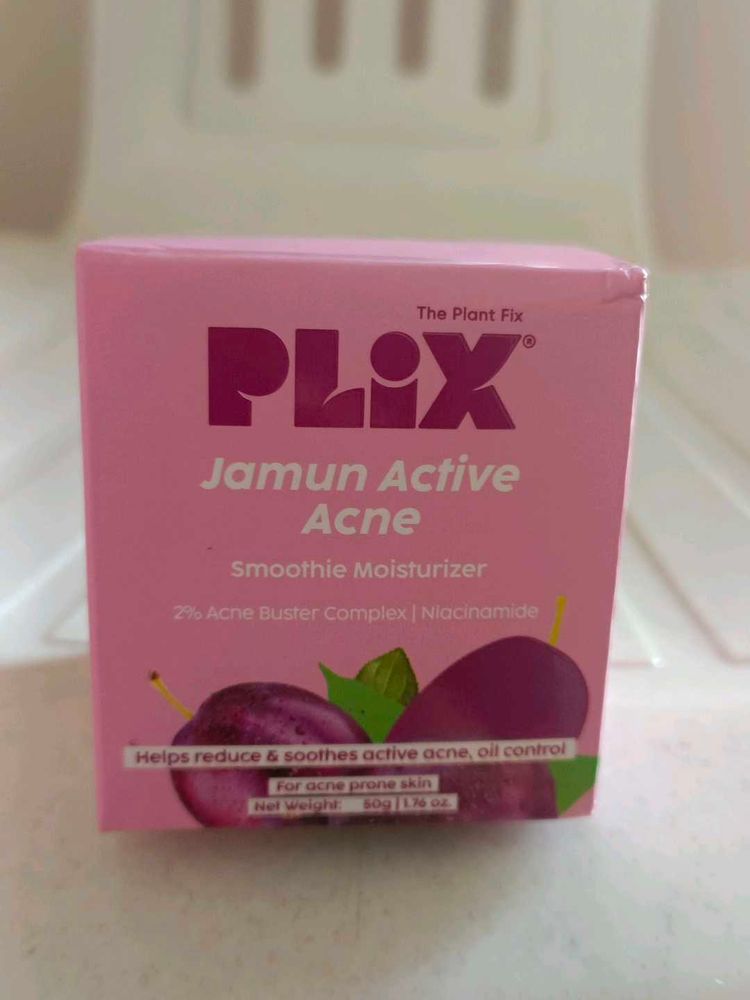 The Plant Fix
PLiX®
Jamun Active
Acne
Smoothie Moisturizer
2% Acne Buster Complex | Niacinamide
Helps reduce & soothes active acne, oil control
For acne prone skin
Net Weight: 50g | 1.76 oz.